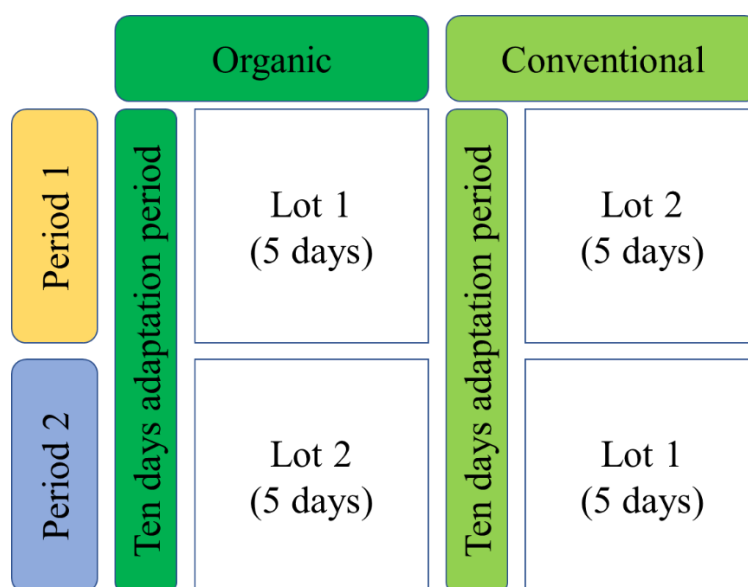 Organic
Conventional
Period 1
Ten days adaptation period
Lot 1
(5 days)
Ten days adaptation period
Lot 2
(5 days)
Period 2
Lot 2
(5 days)
Lot 1
(5 days)